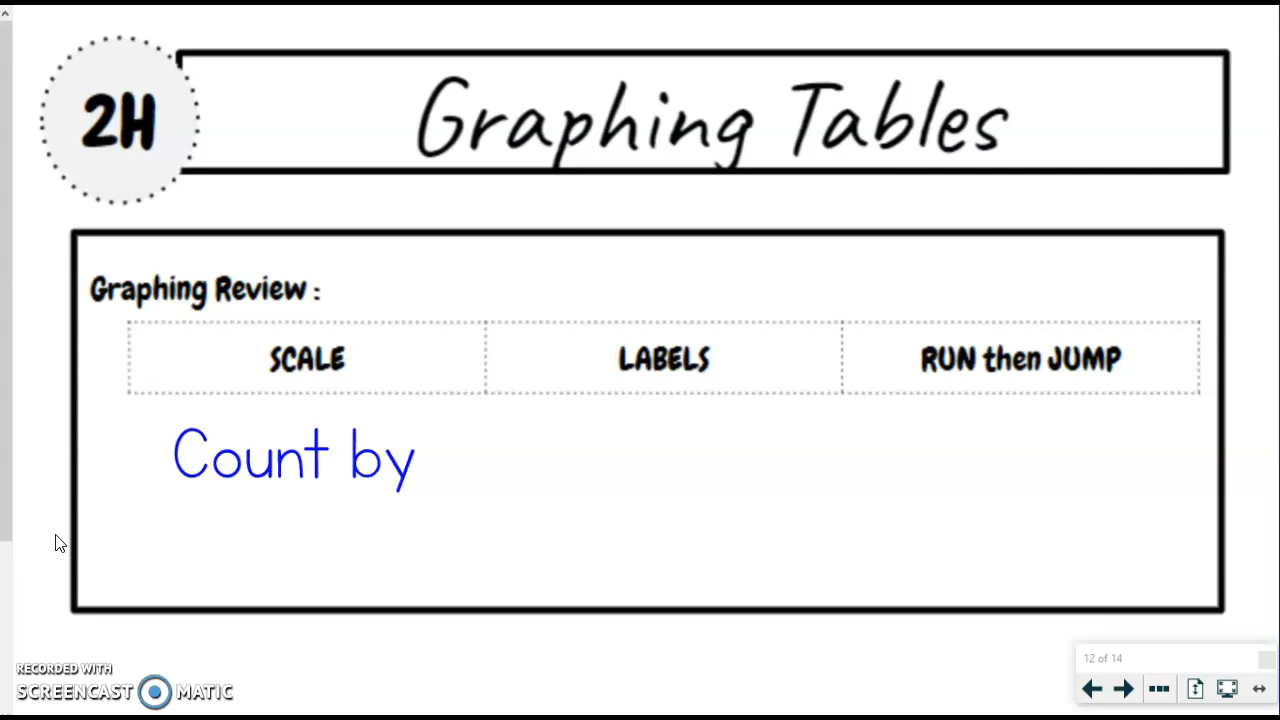 2H
Graphing Tables
Graphing Review :
SCALE
LABELS
RUN then JUMP
Count by
12 of 14
RECORDED WITH
SCREENCAST MATIC